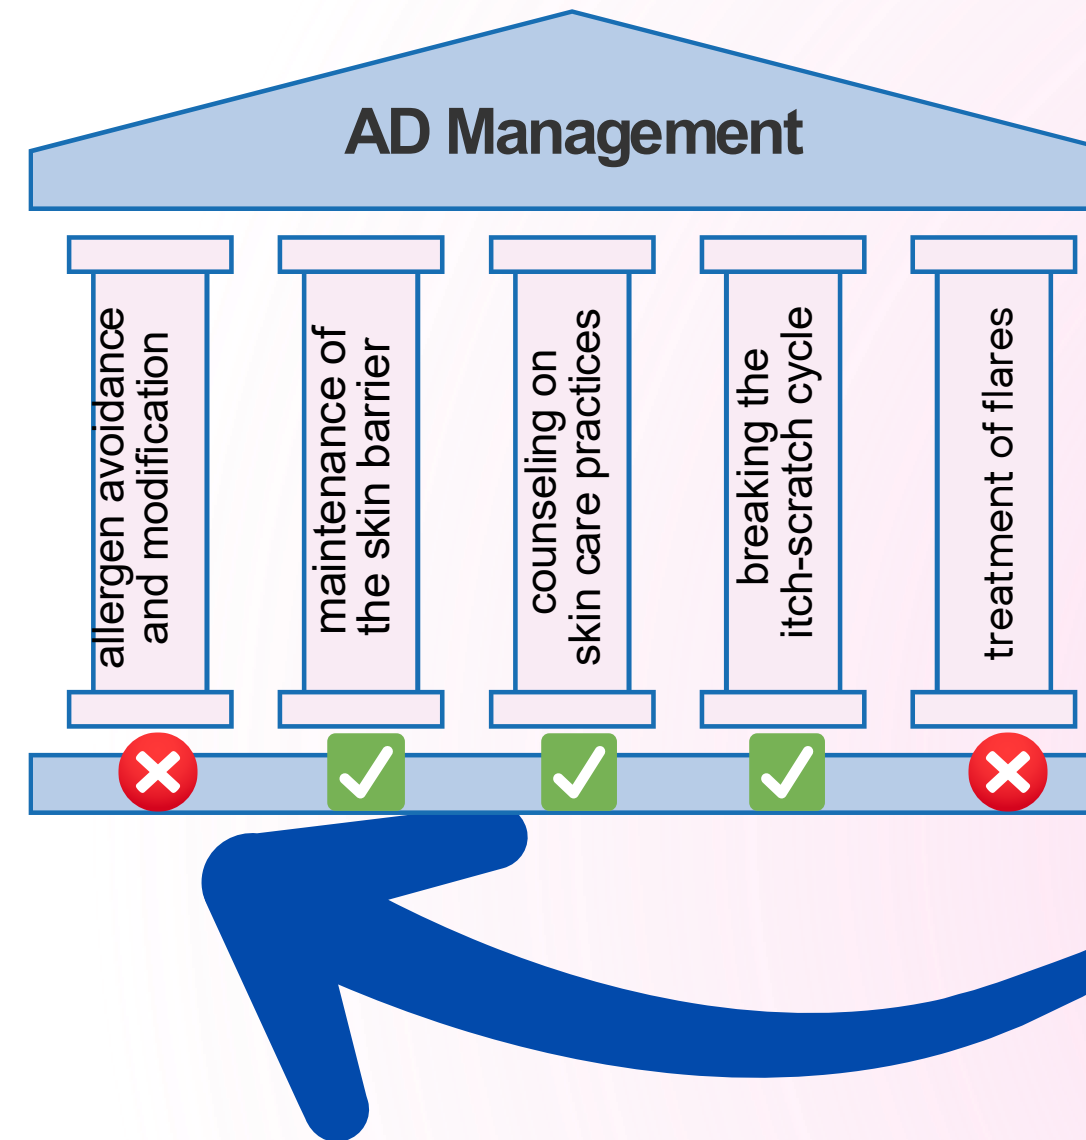 AD Management
allergen avoidance
and modification
maintenance of
the skin barrier
counseling on
skin care practices
breaking the
itch-scratch cycle
treatment of flares